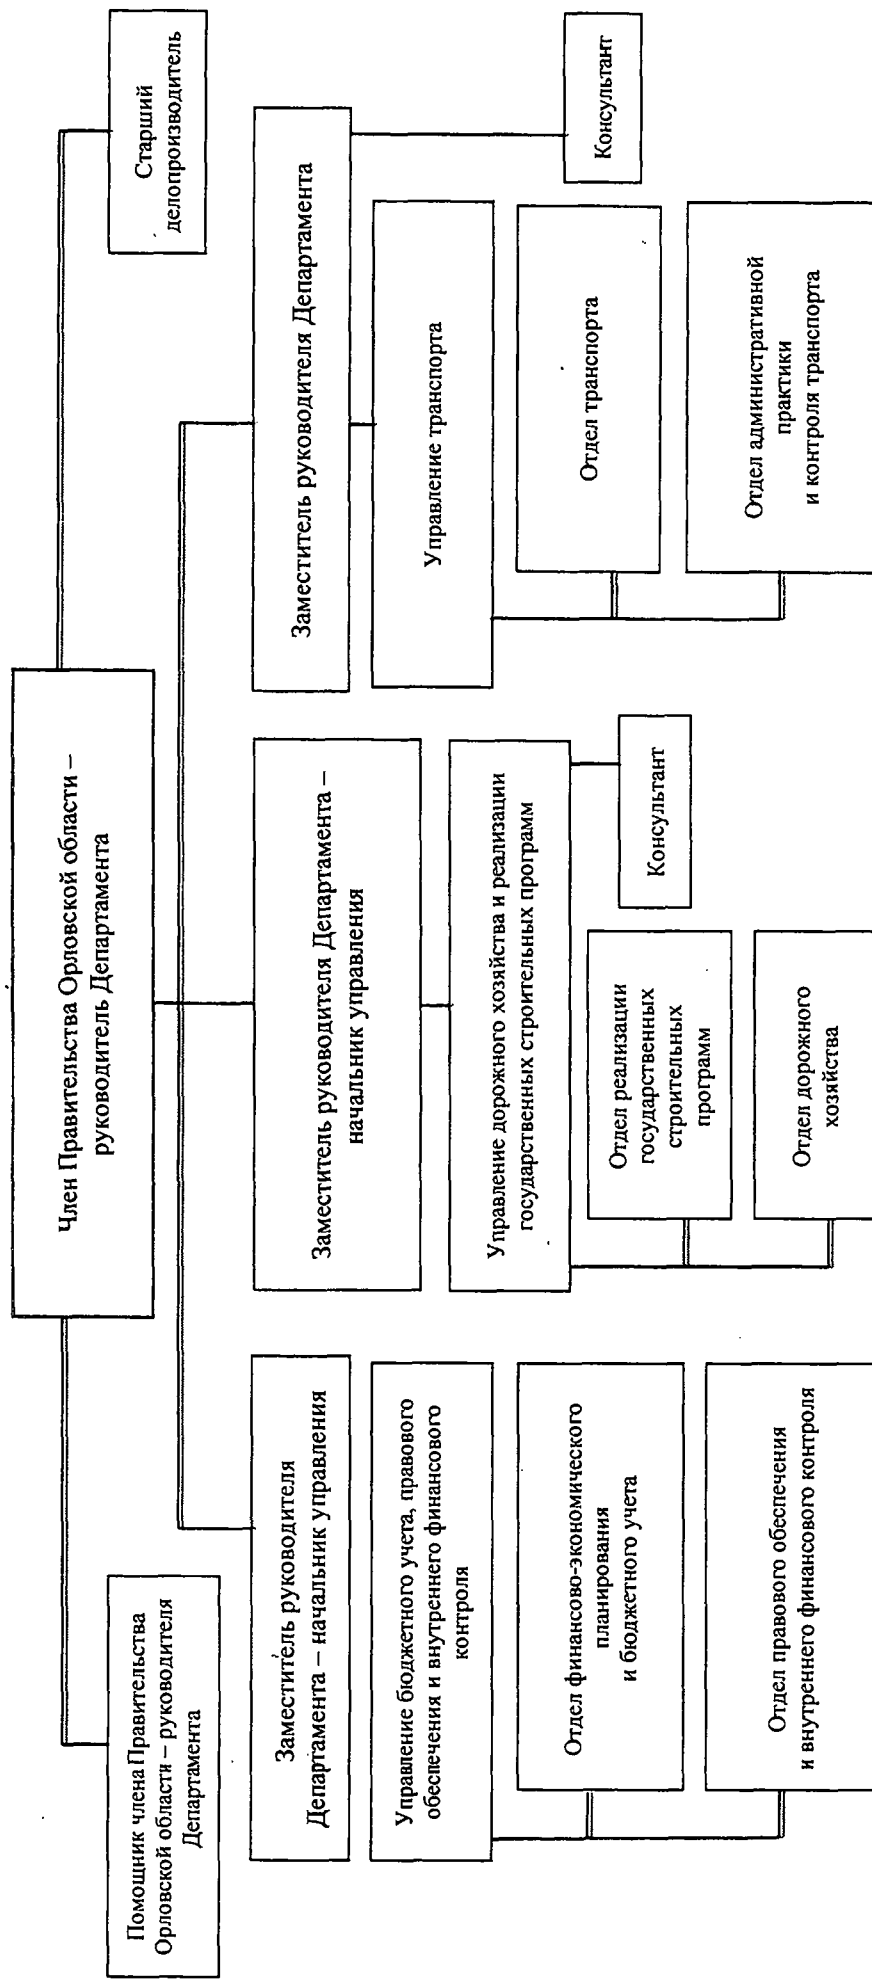 Член Правительства Орловской области –
руководитель Департамента
Помощник члена Правительства
Орловской области – руководителя
Департамента
Старший
делопроизводитель
Заместитель руководителя
Департамента – начальник управления
Управление бюджетного учета, правового
обеспечения и внутреннего финансового
контроля
Отдел финансово-экономического
планирования
и бюджетного учета
Отдел правового обеспечения
и внутреннего финансового контроля
Заместитель руководителя Департамента –
начальник управления
Управление дорожного хозяйства и реализации
государственных строительных программ
Консультант
Отдел реализации
государственных
строительных
программ
Отдел дорожного
хозяйства
Заместитель руководителя Департамента
Управление транспорта
Консультант
Отдел транспорта
Отдел административной
практики
и контроля транспорта